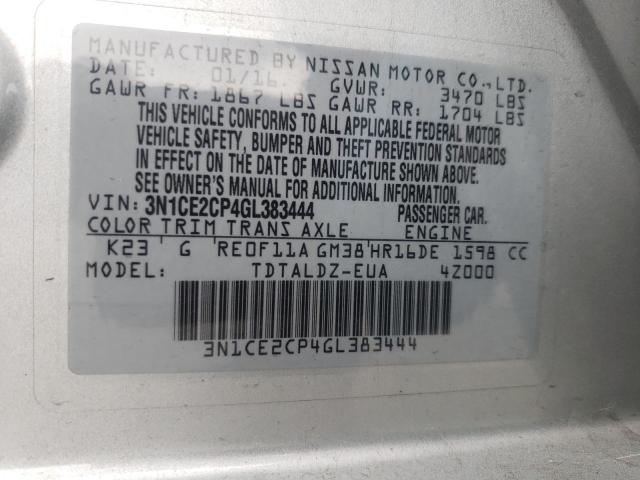 MANUFACTURED BY NISSAN MOTOR CO., LTD.
DATE: 01/16. GVWR: 3470 LBS
GAWR FR: 1867 LBS GAWR RR: 1704 LBS
THIS VEHICLE CONFORMS TO ALL APPLICABLE FEDERAL MOTOR
VEHICLE SAFETY, BUMPER AND THEFT PREVENTION STANDARDS
IN EFFECT ON THE DATE OF MANUFACTURE SHOWN ABOVE.
SEE OWNER'S MANUAL FOR ADDITIONAL INFORMATION.
VIN: 3N1CE2CP4GL383444 PASSENGER CAR.
COLOR TRIM TRANS AXLE ENGINE
K23 G RE0F11A GM38 HR16DE 1598 CC
MODEL: TDTALDZ-EUA 4Z000
3N1CE2CP4GL383444